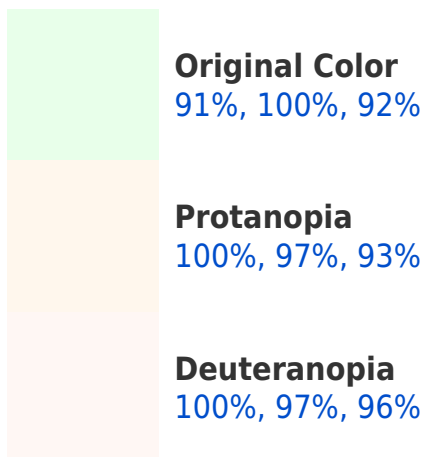 Original Color
91%, 100%, 92%
Protanopia
100%, 97%, 93%
Deuteranopia
100%, 97%, 96%